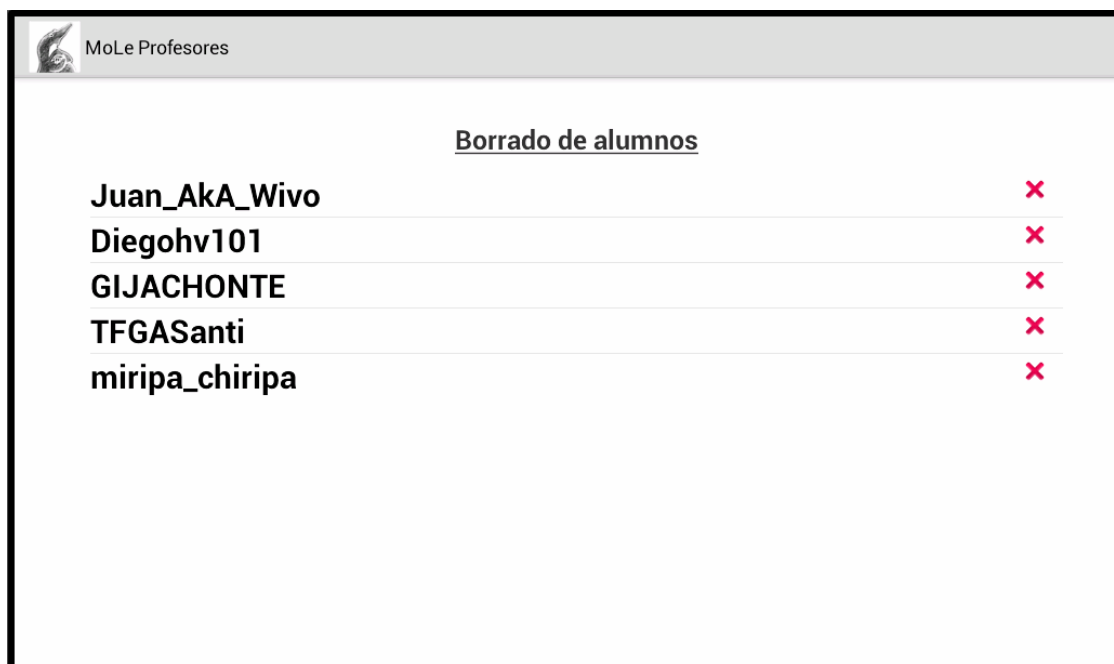 MoLe Profesores
Borrado de alumnos
Juan_AkA_Wivo
Diegohv101
GIJACHONTE
TFGASanti
miripa_chiripa